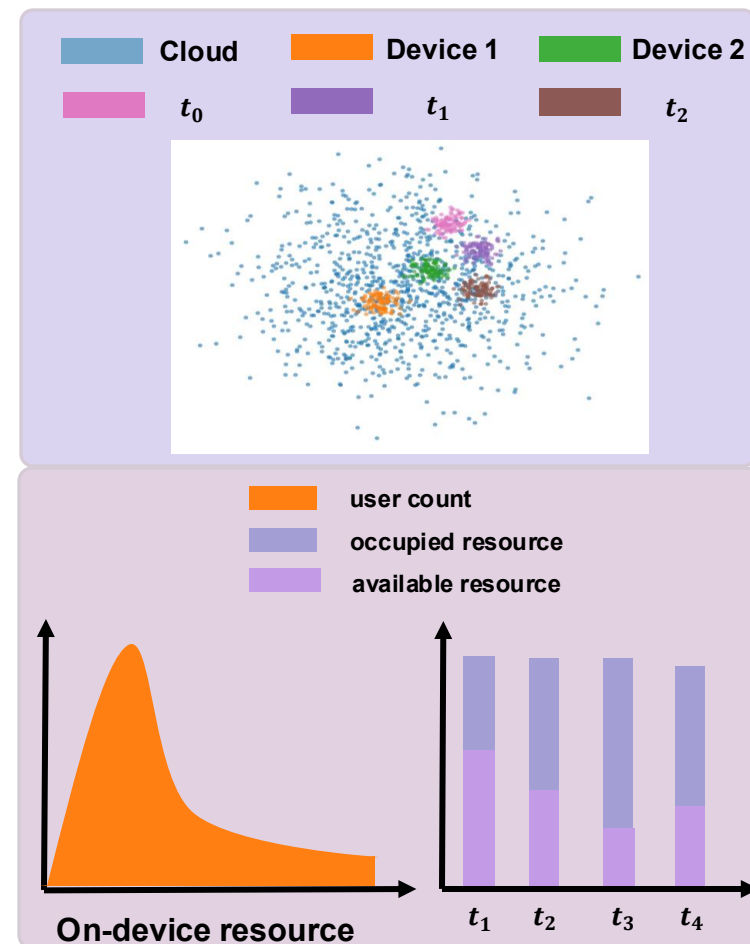 Cloud Device 1 Device 2
t₀ t₁ t₂
user count
occupied resource
available resource
t₁ t₂ t₃ t₄
On-device resource